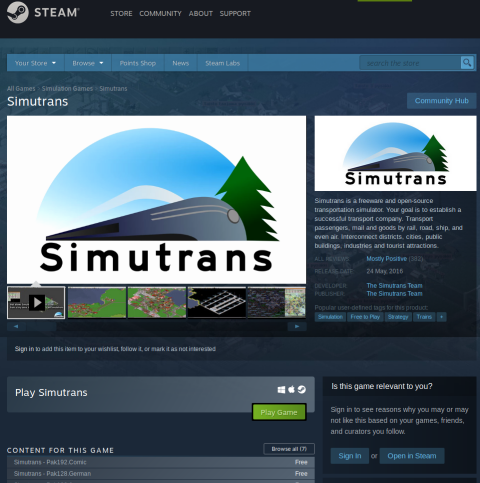 STEAM®
STORE COMMUNITY ABOUT SUPPORT
Your Store Browse Points Shop News Steam Labs search the store
All Games > Simulation Games > Simutrans
Simutrans
Community Hub
Simutrans
Simutrans
Simutrans is a freeware and open-source
transportation simulator. Your goal is to establish a
successful transport company. Transport
passengers, mail and goods by rail, road, ship, and
even air. Interconnect districts, cities, public
buildings, industries and tourist attractions.
ALL REVIEWS: Mostly Positive (582)
RELEASE DATE: 24 May, 2016
DEVELOPER: The Simutrans Team
PUBLISHER: The Simutrans Team
Popular user-defined tags for this product:
Simulation Free to Play Strategy Trains +
Sign in to add this item to your wishlist, follow it, or mark it as not interested
Play Simutrans
Play Game
Is this game relevant to you?
Sign in to see reasons why you may or may
not like this based on your games, friends,
and curators you follow.
Sign In or Open in Steam
CONTENT FOR THIS GAME Browse all (7)
Simutrans - Pak192.Comic Free
Simutrans - Pak128.German Free